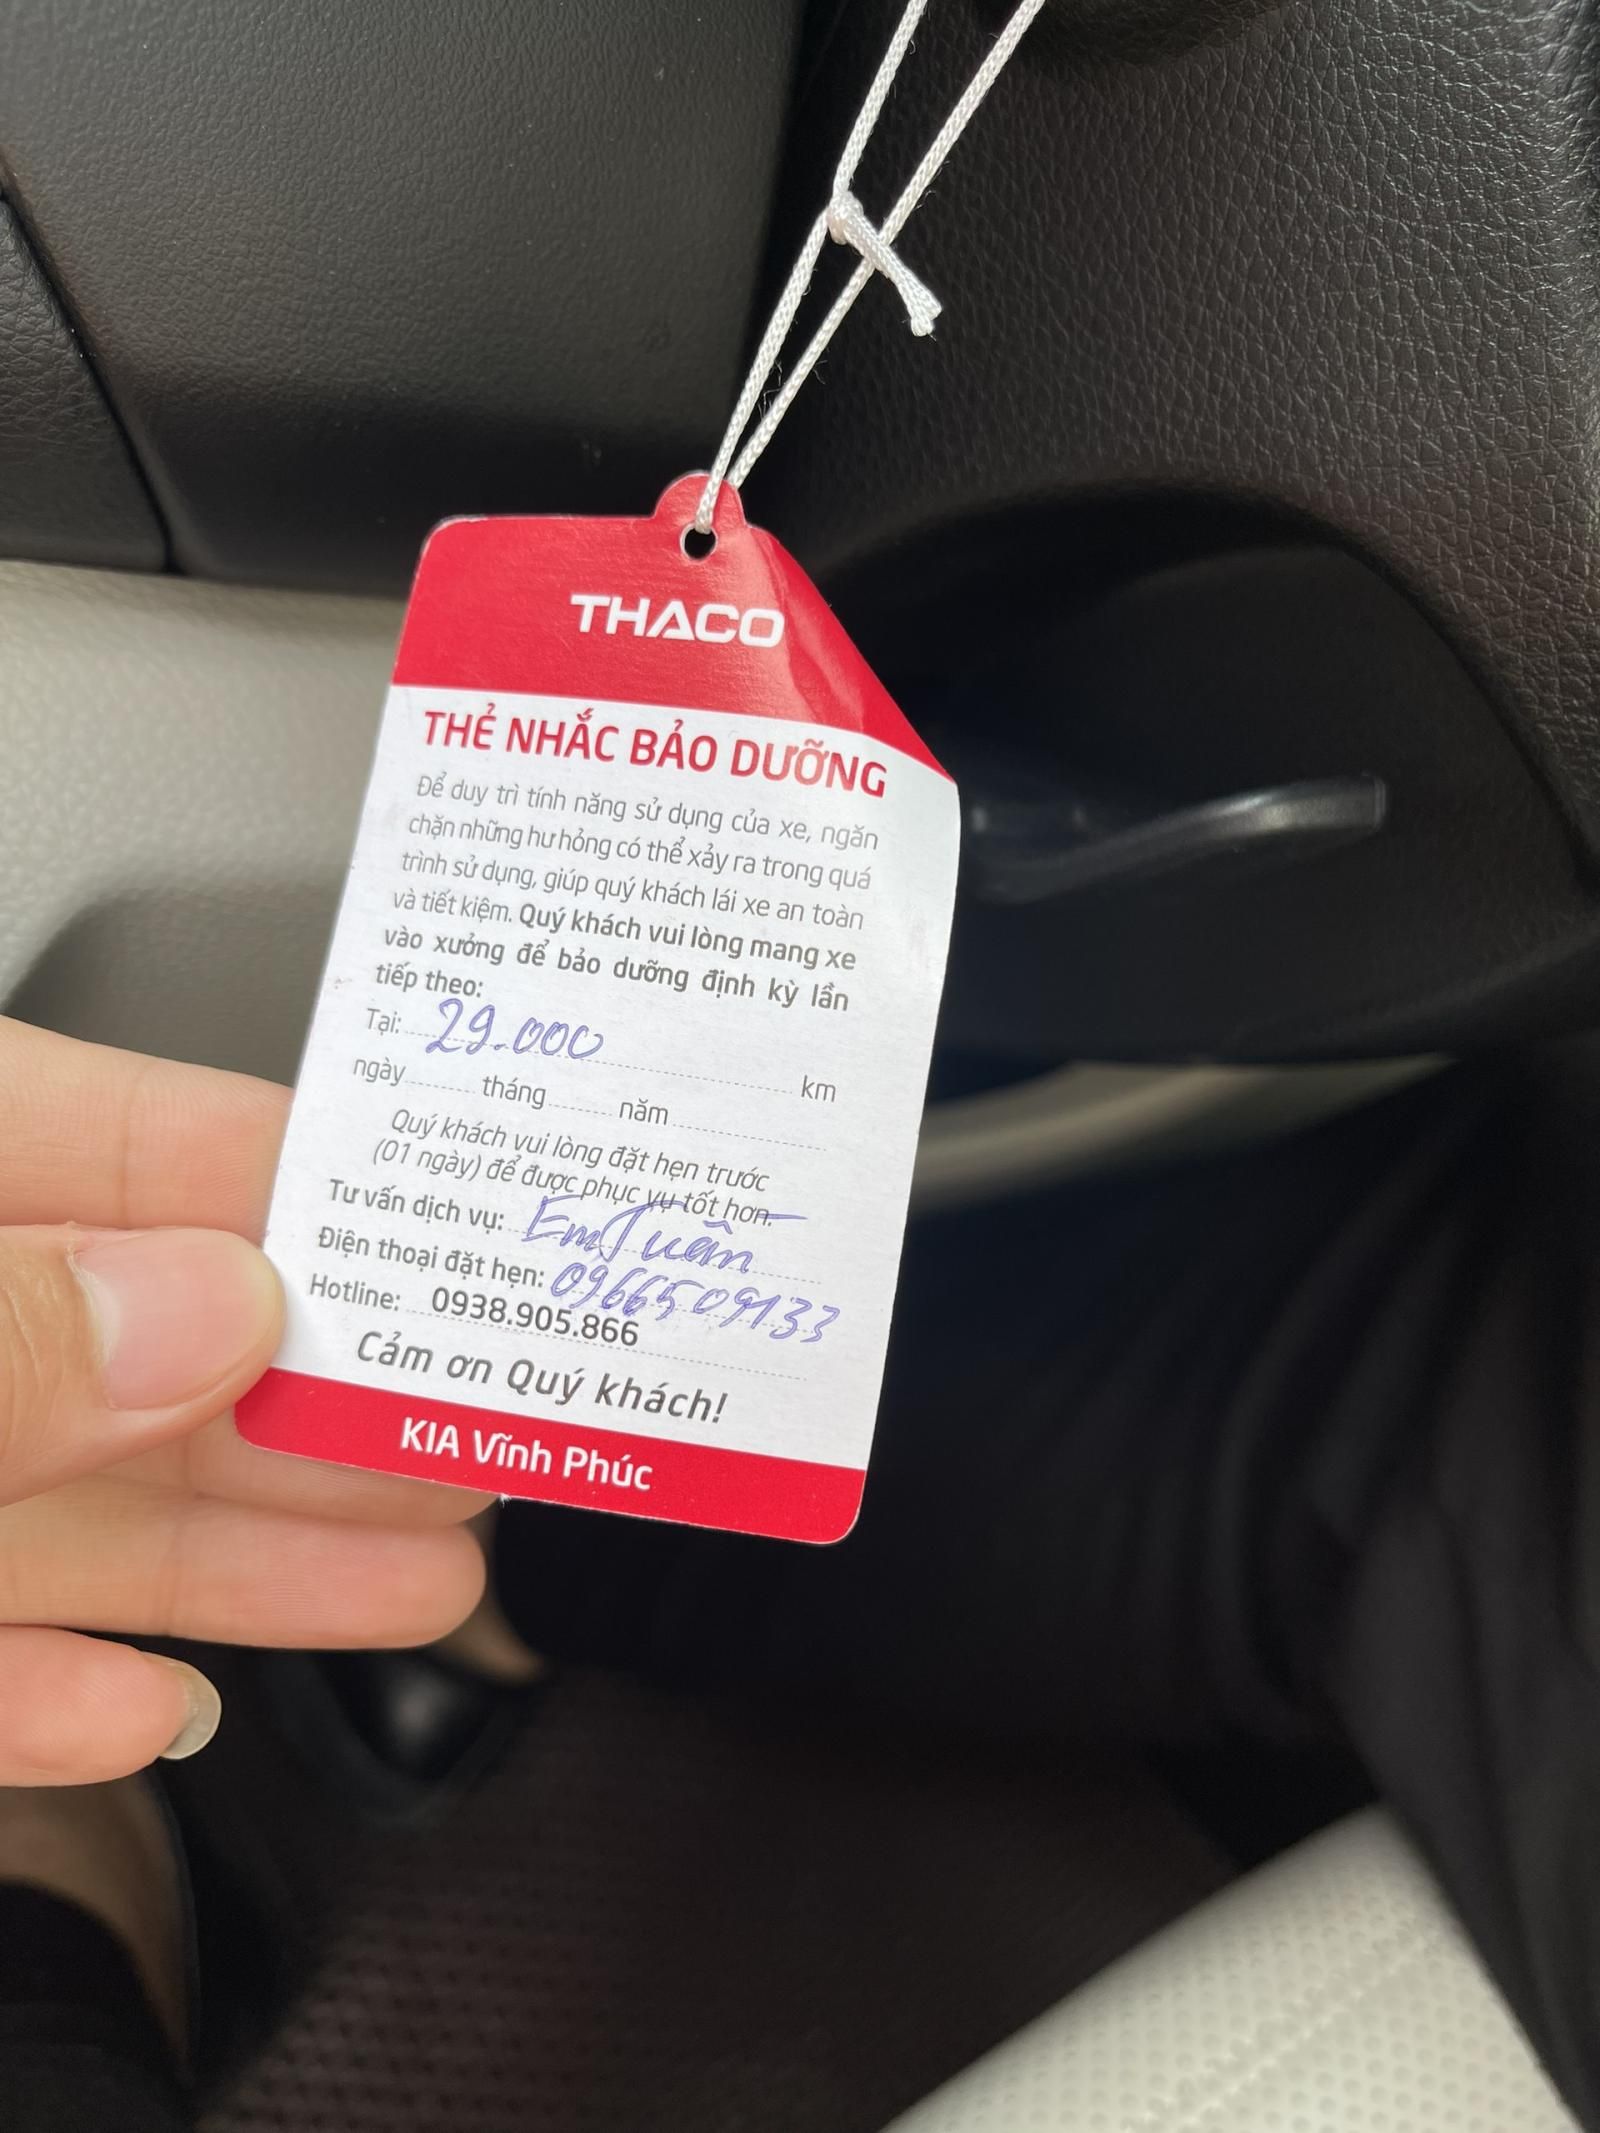 THACO
THẺ NHẮC BẢO DƯỠNG
Để duy trì tính năng sử dụng của xe, ngăn
chặn những hư hỏng có thể xảy ra trong quá
trình sử dụng, giúp quý khách lái xe an toàn
và tiết kiệm. Quý khách vui lòng mang xe
vào xưởng để bảo dưỡng định kỳ lần
tiếp theo:
Tại: 29.000 km
ngày tháng năm
Quý khách vui lòng đặt hẹn trước
(01 ngày) để được phục vụ tốt hơn.
Tư vấn dịch vụ: Em Tuân
Điện thoại đặt hẹn: 0966509133
Hotline: 0938.905.866
Cảm ơn Quý khách!
KIA Vĩnh Phúc